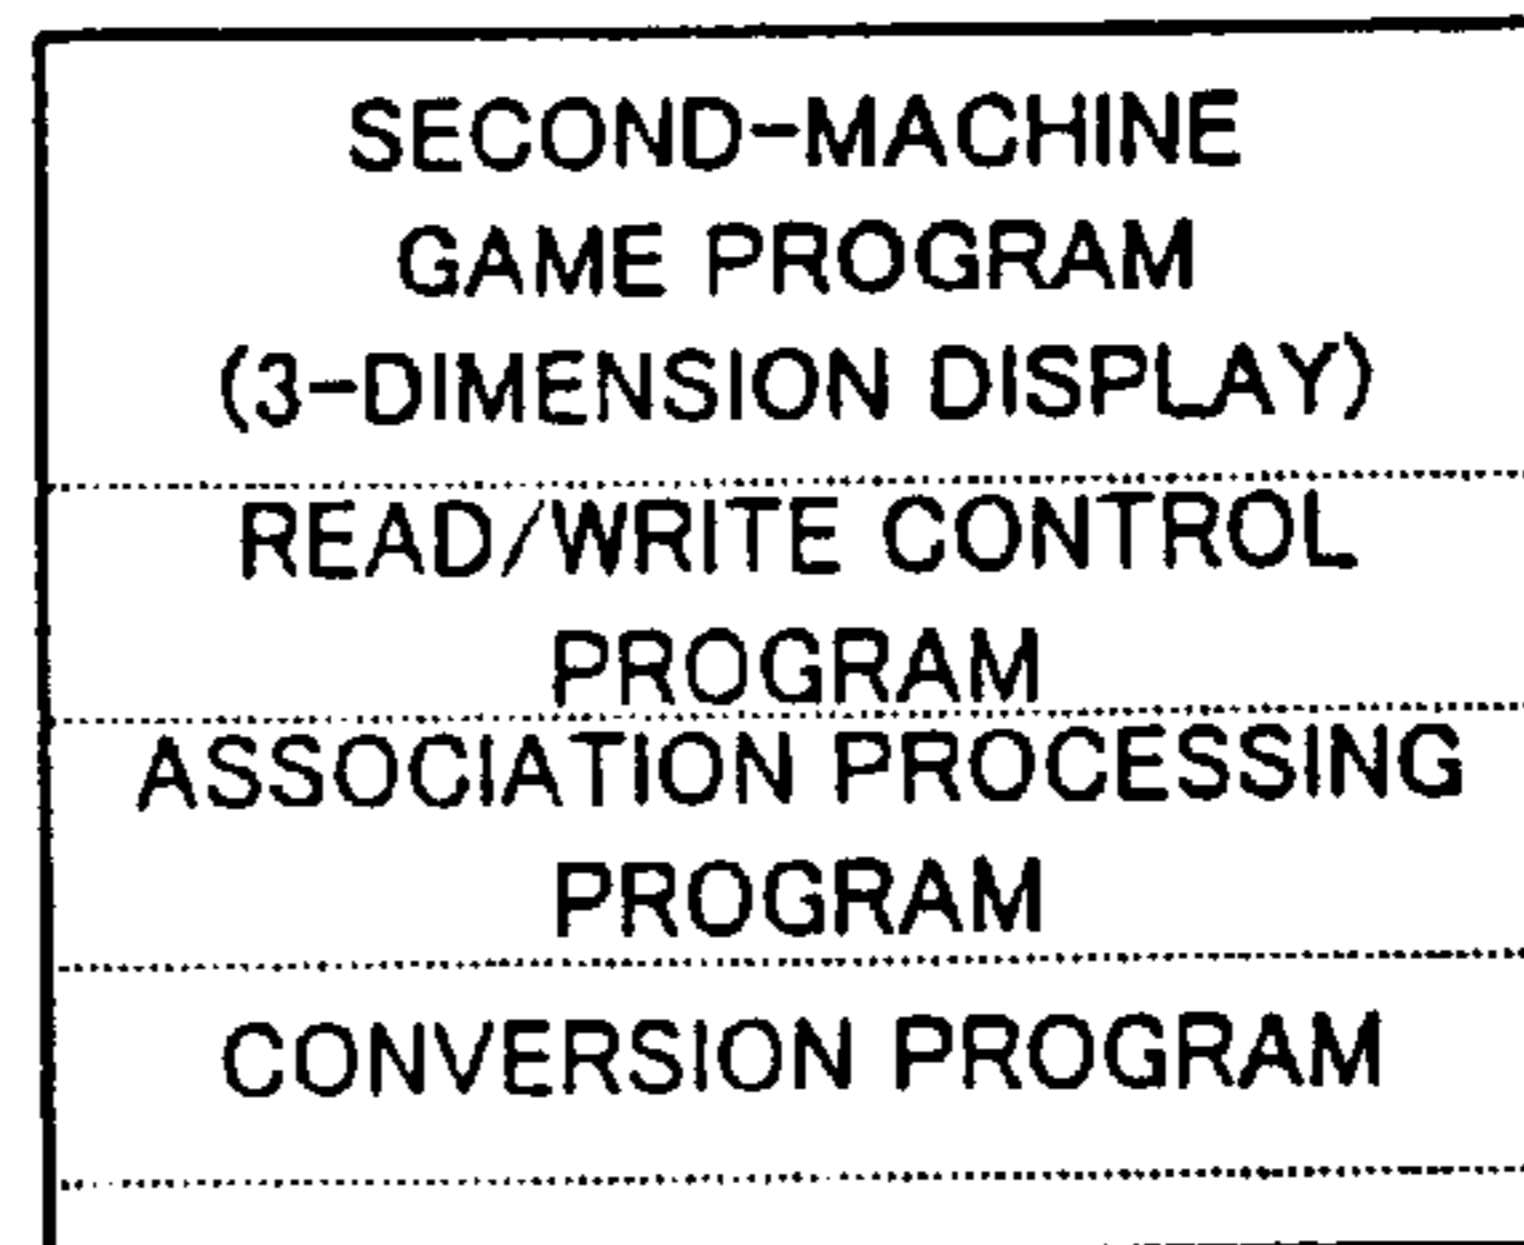 SECOND-MACHINE
GAME PROGRAM
(3-DIMENSION DISPLAY)
READ/WRITE CONTROL
PROGRAM
ASSOCIATION PROCESSING
PROGRAM
CONVERSION PROGRAM